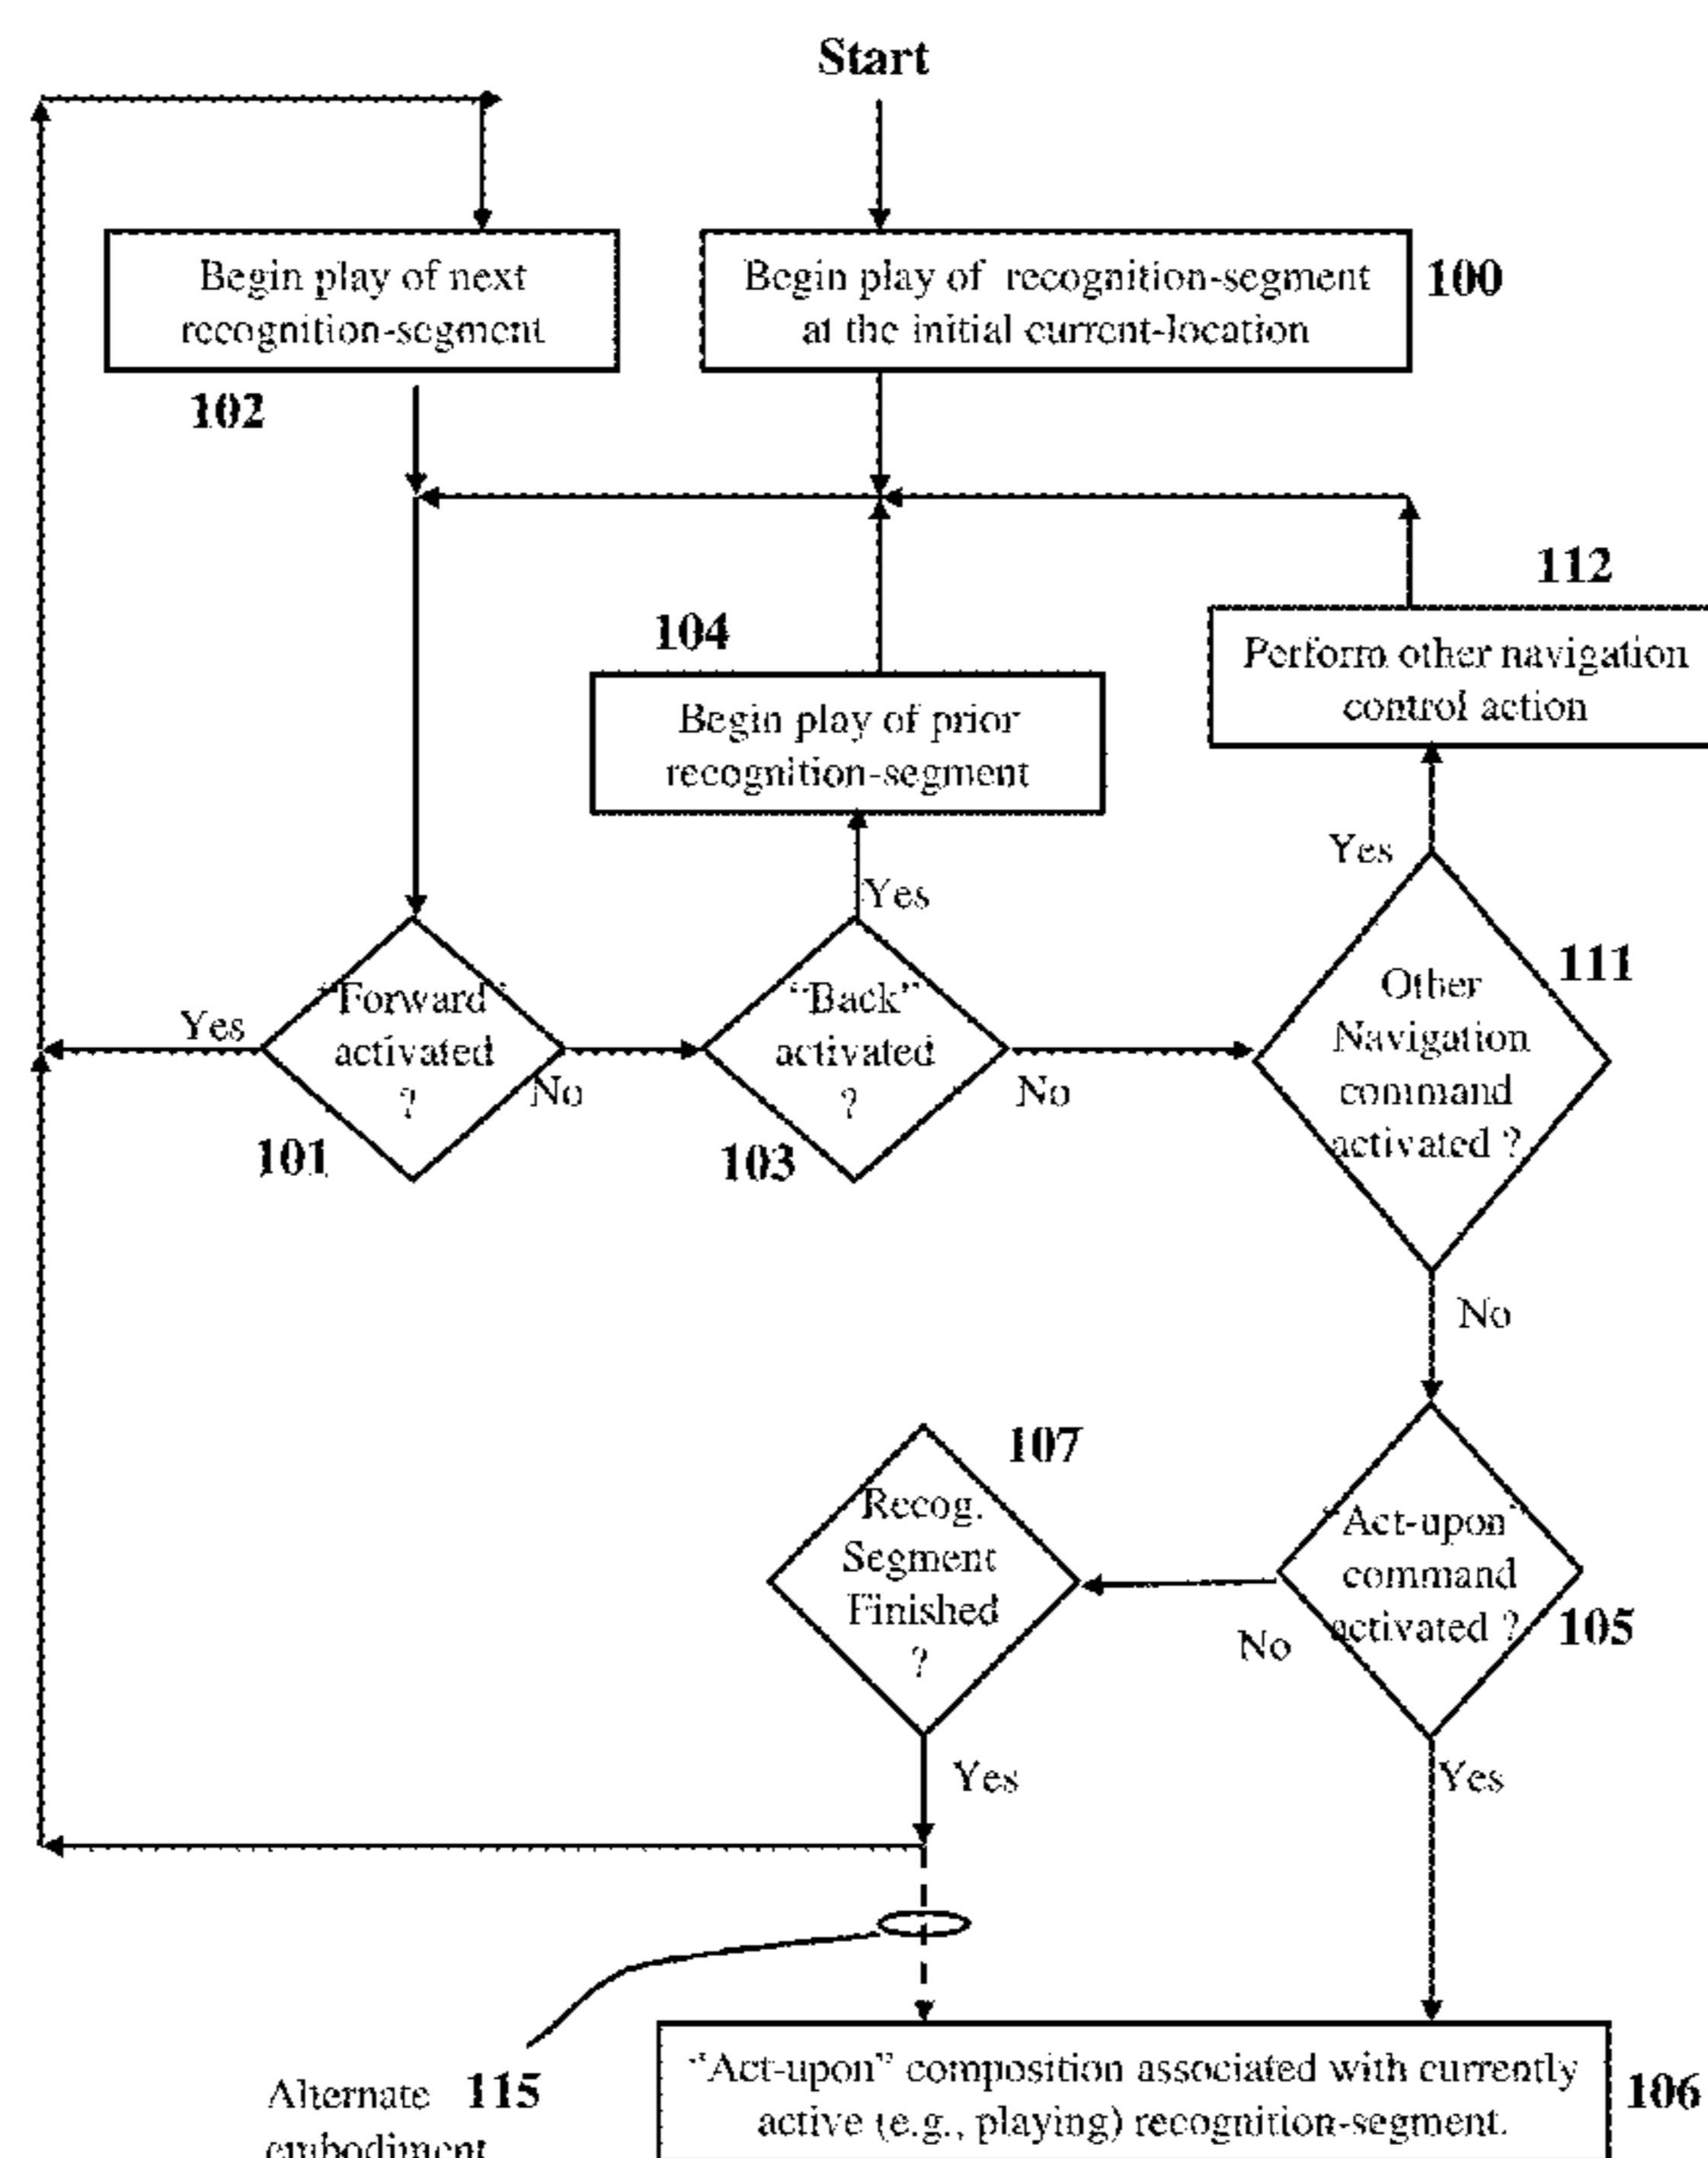 Start
Begin play of next
recognition-segment
102
Begin play of recognition-segment
at the initial current-location
100
112
Perform other navigation
control action
104
Begin play of prior
recognition-segment
Yes
Yes
"Forward"
activated
?
Yes
No
101
"Back"
activated
?
No
103
Other
Navigation
command
activated ?
111
No
107
Recog.
Segment
Finished
?
Yes
"Act-upon"
command
activated ?
105
No
Yes
Alternate 115
embodiment
"Act-upon" composition associated with currently
active (e.g., playing) recognition-segment.
106